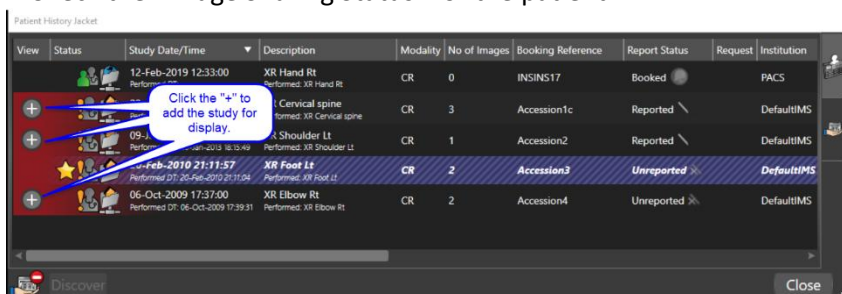 Patient History Jacket
View Status Study Date/Time Description Modality No of Images Booking Reference Report Status Request Institution
12-Feb-2019 12:33:00 XR Hand Rt CR 0 INSINS17 Booked PACS
Performed: XR Hand Rt
Click the "+" to
add the study for
display.
Cervical spine CR 3 Accession1c Reported DefaultIMS
Performed: XR Cervical spine
Shoulder Lt CR 1 Accession2 Reported DefaultIMS
18:15:49 Performed: XR Shoulder Lt
-Feb-2010 21:11:57 XR Foot Lt CR 2 Accession3 Unreported DefaultIMS
Performed DT: 20-Feb-2010 21:11:04 Performed: XR Foot Lt
06-Oct-2009 17:37:00 XR Elbow Rt CR 2 Accession4 Unreported DefaultIMS
Performed DT: 06-Oct-2009 17:39:31 Performed: XR Elbow Rt
Discover Close